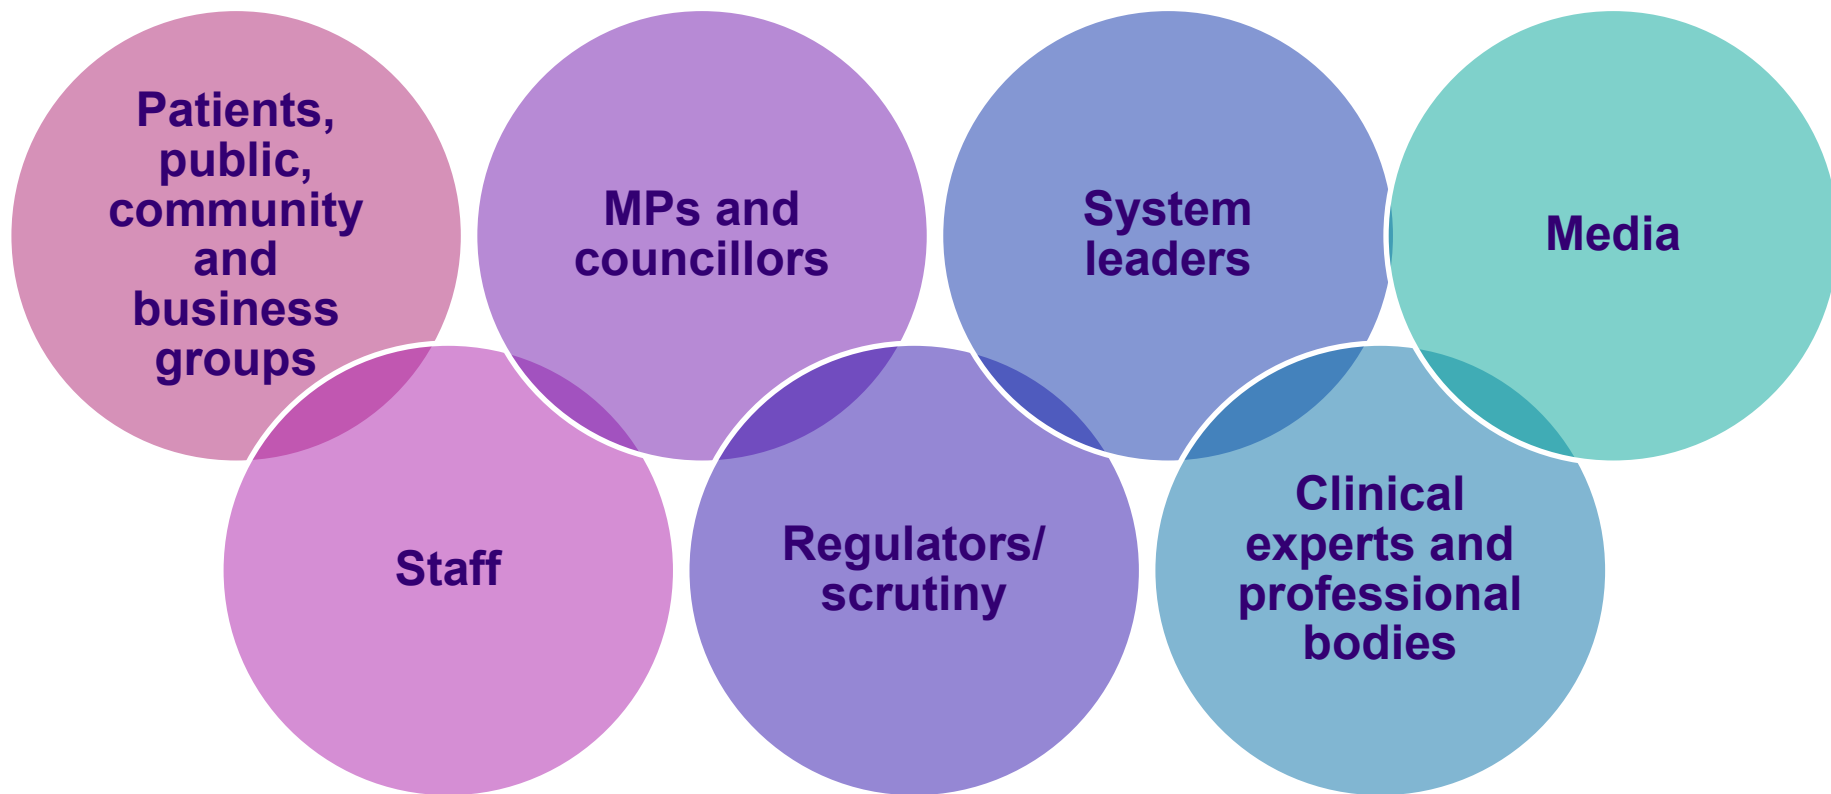 Patients,
public,
community
and
business
groups
MPs and
councillors
System
leaders
Media
Staff
Regulators/
scrutiny
Clinical
experts and
professional
bodies